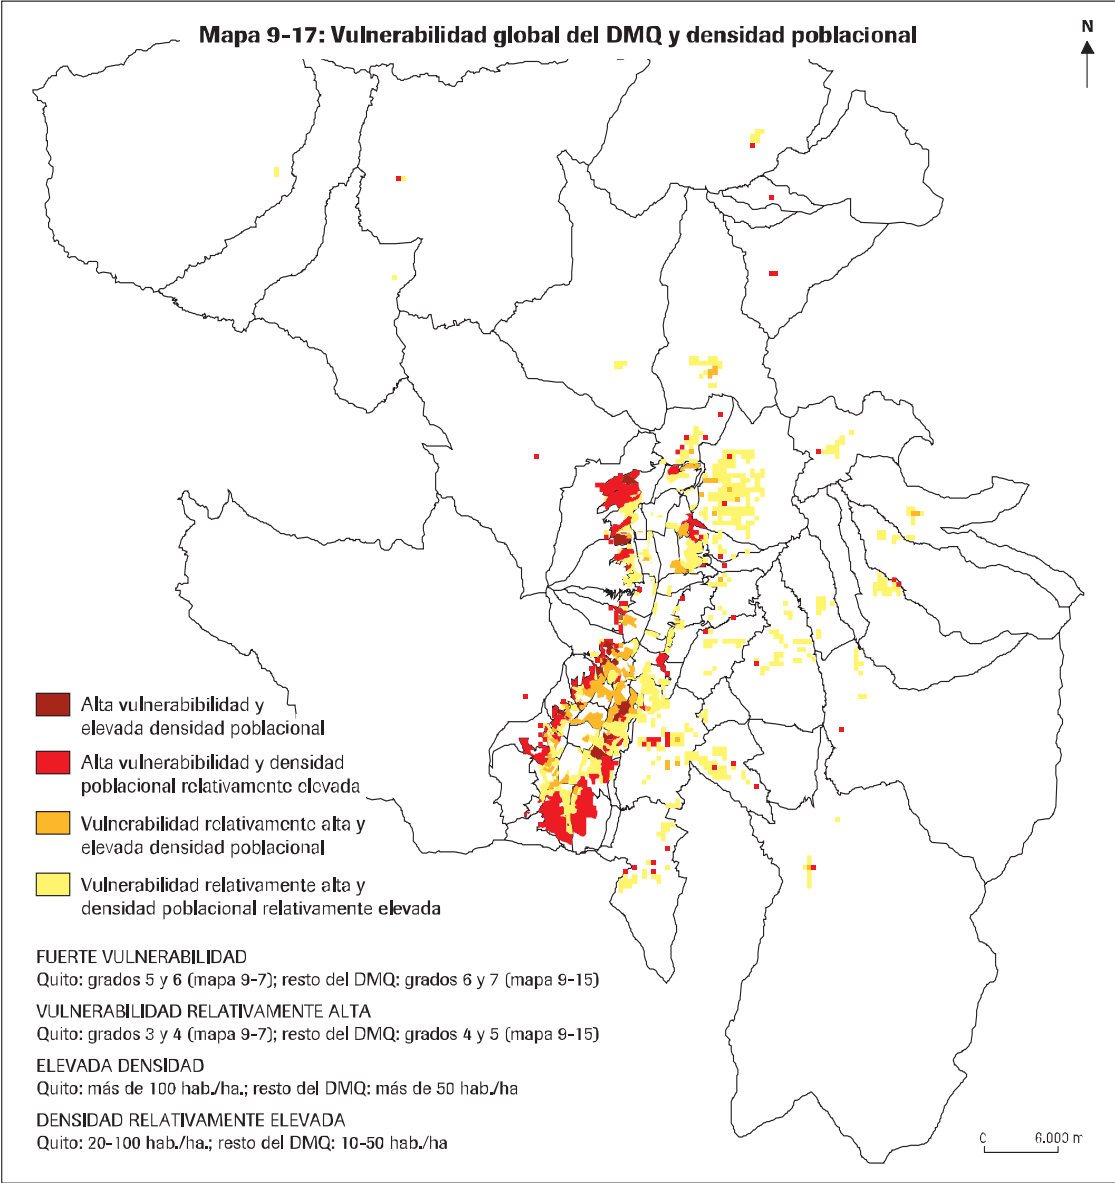 Mapa 9-17: Vulnerabilidad global del DMQ y densidad poblacional
N
Alta vulnerabibilidad y
elevada densidad poblacional
Alta vulnerabibilidad y densidad
poblacional relativamente elevada
Vulnerabilidad relativamente alta y
elevada densidad poblacional
Vulnerabilidad relativamente alta y
densidad poblacional relativamente elevada
FUERTE VULNERABILIDAD
Quito: grados 5 y 6 (mapa 9-7); resto del DMQ: grados 6 y 7 (mapa 9-15)
VULNERABILIDAD RELATIVAMENTE ALTA
Quito: grados 3 y 4 (mapa 9-7); resto del DMQ: grados 4 y 5 (mapa 9-15)
ELEVADA DENSIDAD
Quito: más de 100 hab./ha.; resto del DMQ: más de 50 hab./ha
DENSIDAD RELATIVAMENTE ELEVADA
Quito: 20-100 hab./ha.; resto del DMQ: 10-50 hab./ha
0 6.000 m